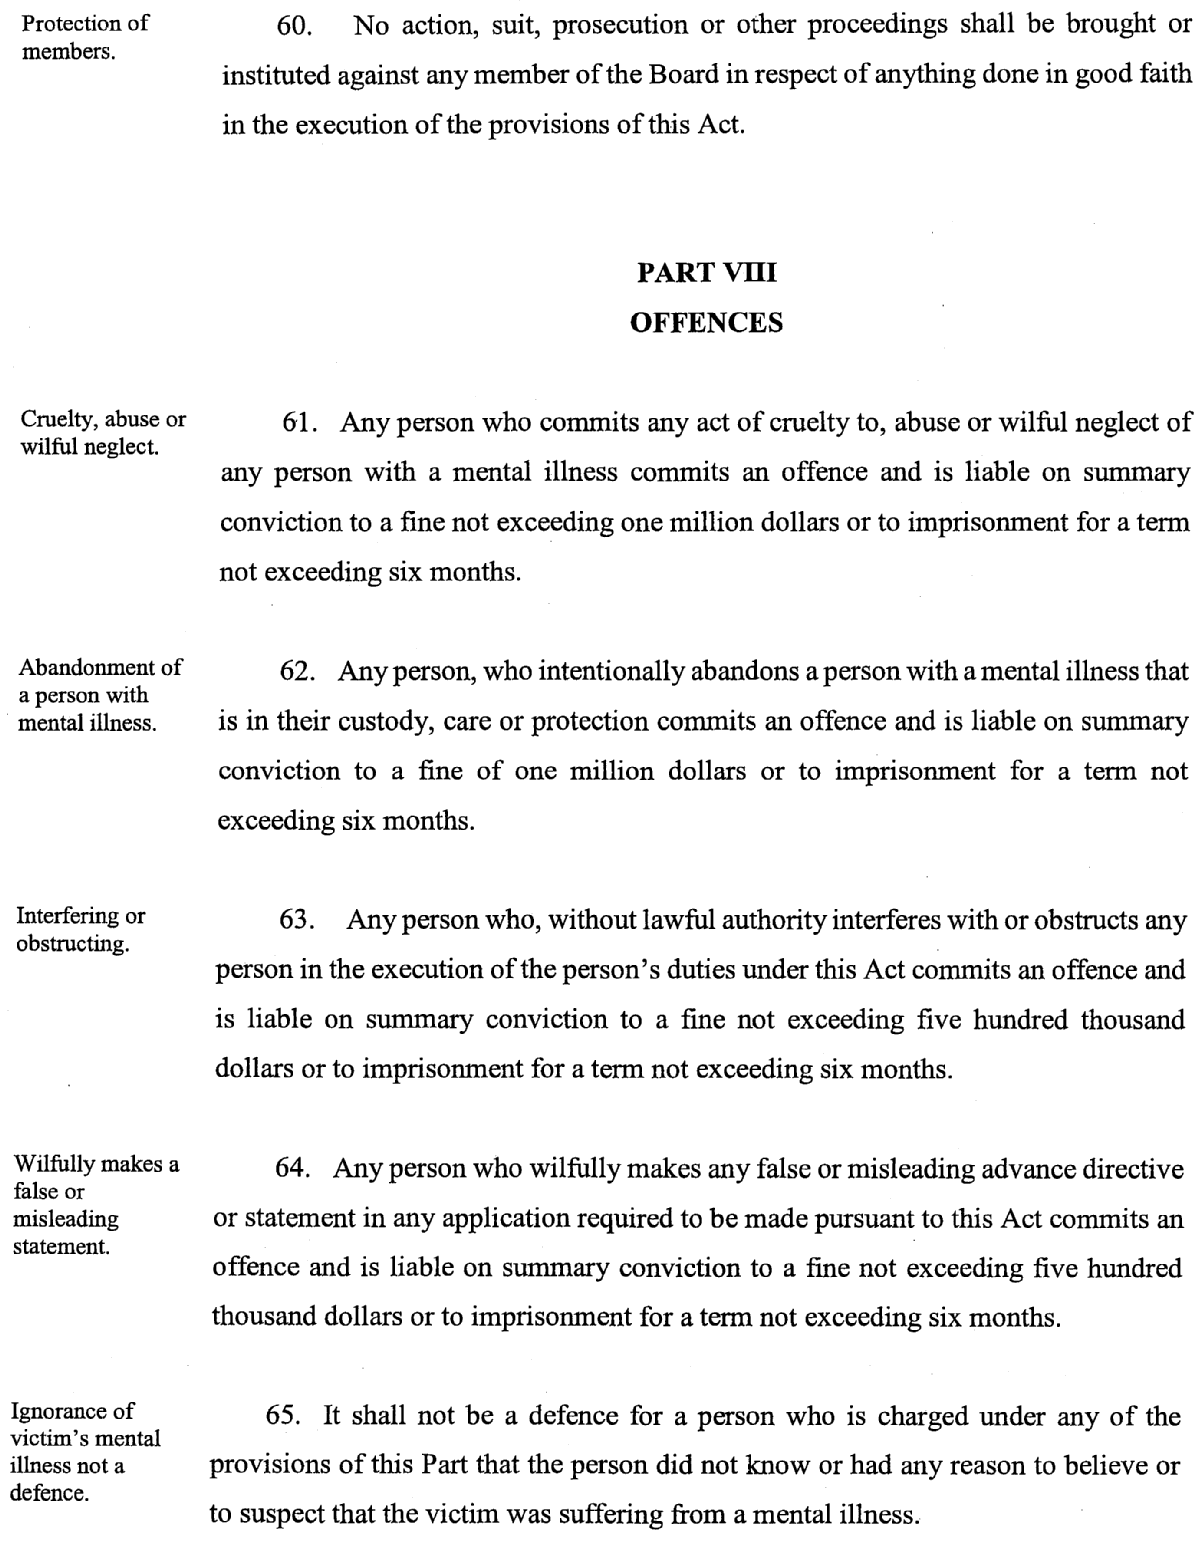 Protection of
members.
60. No action, suit, prosecution or other proceedings shall be brought or
instituted against any member of the Board in respect of anything done in good faith
in the execution of the provisions of this Act.
PART VIII
OFFENCES
Cruelty, abuse or
wilful neglect.
61. Any person who commits any act of cruelty to, abuse or wilful neglect of
any person with a mental illness commits an offence and is liable on summary
conviction to a fine not exceeding one million dollars or to imprisonment for a term
not exceeding six months.
Abandonment of
a person with
mental illness.
62. Any person, who intentionally abandons a person with a mental illness that
is in their custody, care or protection commits an offence and is liable on summary
conviction to a fine of one million dollars or to imprisonment for a term not
exceeding six months.
Interfering or
obstructing.
63. Any person who, without lawful authority interferes with or obstructs any
person in the execution of the person's duties under this Act commits an offence and
is liable on summary conviction to a fine not exceeding five hundred thousand
dollars or to imprisonment for a term not exceeding six months.
Wilfully makes a
false or
misleading
statement.
64. Any person who wilfully makes any false or misleading advance directive
or statement in any application required to be made pursuant to this Act commits an
offence and is liable on summary conviction to a fine not exceeding five hundred
thousand dollars or to imprisonment for a term not exceeding six months.
Ignorance of
victim's mental
illness not a
defence.
65. It shall not be a defence for a person who is charged under any of the
provisions of this Part that the person did not know or had any reason to believe or
to suspect that the victim was suffering from a mental illness.